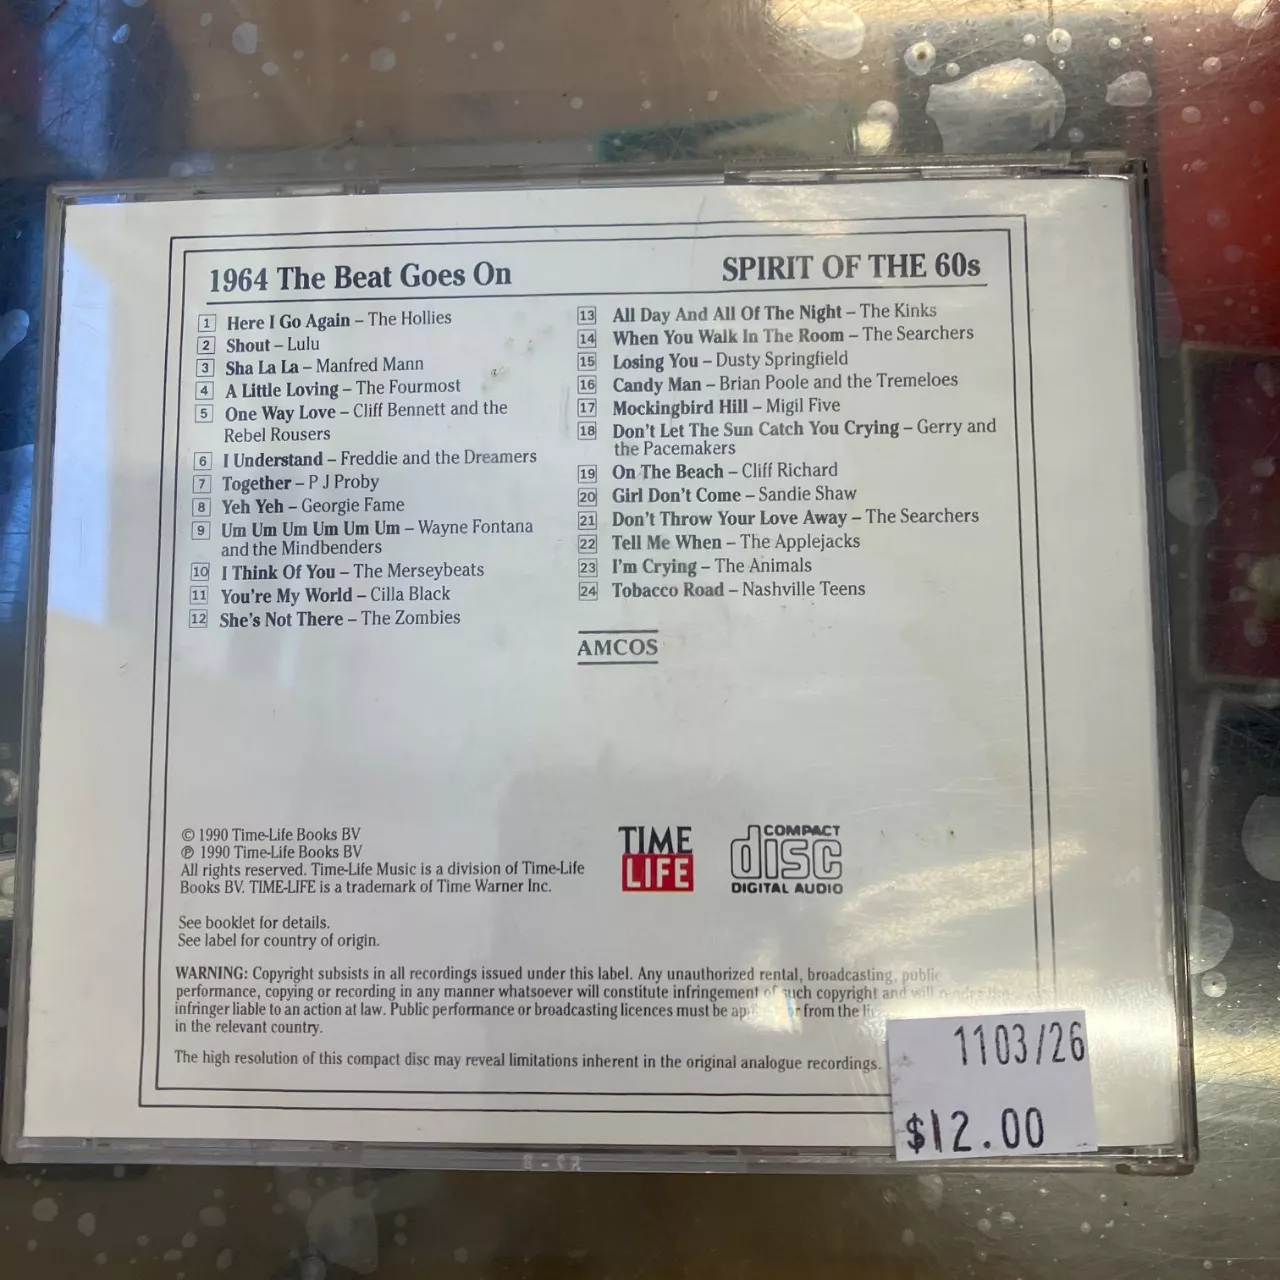 1964 The Beat Goes On
SPIRIT OF THE 60s
1 Here I Go Again – The Hollies
2 Shout – Lulu
3 Sha La La – Manfred Mann
4 A Little Loving – The Fourmost
5 One Way Love – Cliff Bennett and the
Rebel Rousers
6 I Understand – Freddie and the Dreamers
7 Together – P J Proby
8 Yeh Yeh – Georgie Fame
9 Um Um Um Um Um Um – Wayne Fontana
and the Mindbenders
10 I Think Of You – The Merseybeats
11 You're My World – Cilla Black
12 She's Not There – The Zombies
13 All Day And All Of The Night – The Kinks
14 When You Walk In The Room – The Searchers
15 Losing You – Dusty Springfield
16 Candy Man – Brian Poole and the Tremeloes
17 Mockingbird Hill – Migil Five
18 Don't Let The Sun Catch You Crying – Gerry and
the Pacemakers
19 On The Beach – Cliff Richard
20 Girl Don't Come – Sandie Shaw
21 Don't Throw Your Love Away – The Searchers
22 Tell Me When – The Applejacks
23 I'm Crying – The Animals
24 Tobacco Road – Nashville Teens
AMCOS
© 1990 Time-Life Books BV
℗ 1990 Time-Life Books BV
All rights reserved. Time-Life Music is a division of Time-Life
Books BV. TIME-LIFE is a trademark of Time Warner Inc.
TIME
LIFE
COMPACT
disc
DIGITAL AUDIO
See booklet for details.
See label for country of origin.
WARNING: Copyright subsists in all recordings issued under this label. Any unauthorized rental, broadcasting, public
performance, copying or recording in any manner whatsoever will constitute infringement of such copyright and will
infringer liable to an action at law. Public performance or broadcasting licences must be from the
in the relevant country.
The high resolution of this compact disc may reveal limitations inherent in the original analogue recordings.
1103/26
$12.00